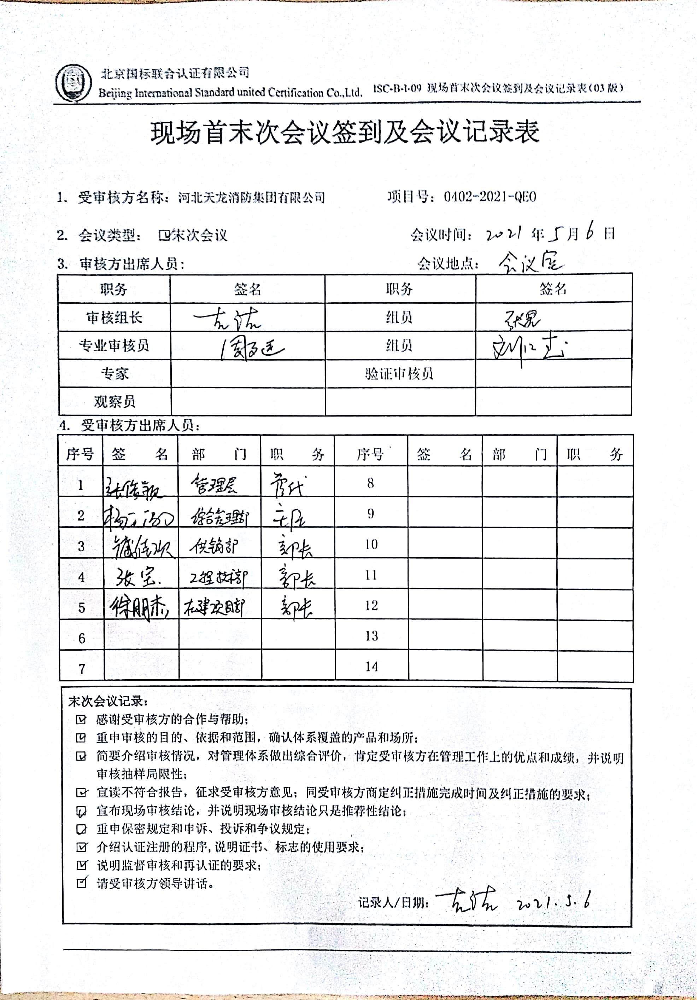 北京国标联合认证有限公司
Beijing International Standard united Certification Co.,Ltd. ISC-B-I-09 现场首末次会议签到及会议记录表(03版)
现场首末次会议签到及会议记录表
1. 受审核方名称：河北天龙消防集团有限公司 项目号：0402-2021-QEO
2. 会议类型：☑末次会议 会议时间：2021年5月6日
3. 审核方出席人员： 会议地点：会议室
职务 签名 职务 签名
审核组长 组员
专业审核员 组员
专家 验证审核员
观察员
4. 受审核方出席人员：
序号 签名 部门 职务 序号 签名 部门 职务
1 张俊颖 管理层 管代 8
2 综合管理部 主任 9
3 供销部 部长 10
4 张宝 工程技术部 部长 11
5 徐朋杰 在建项目部 部长 12
6 13
7 14
末次会议记录：
☑ 感谢受审核方的合作与帮助；
☑ 重申审核的目的、依据和范围，确认体系覆盖的产品和场所；
☑ 简要介绍审核情况，对管理体系做出综合评价，肯定受审核方在管理工作上的优点和成绩，并说明
审核抽样局限性；
☑ 宣读不符合报告，征求受审核方意见；同受审核方商定纠正措施完成时间及纠正措施的要求；
☑ 宣布现场审核结论，并说明现场审核结论只是推荐性结论；
☑ 重申保密规定和申诉、投诉和争议规定；
☑ 介绍认证注册的程序,说明证书、标志的使用要求；
☑ 说明监督审核和再认证的要求；
☑ 请受审核方领导讲话。
记录人/日期： 2021.5.6